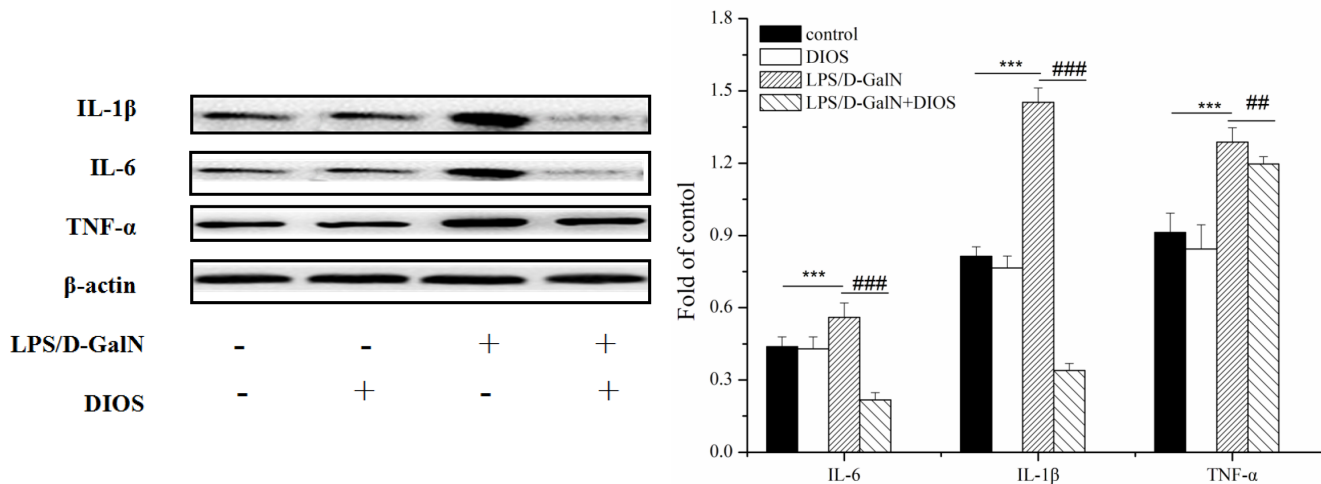 IL-1β
IL-6
TNF-α
β-actin
LPS/D-GalN - - + +
DIOS - + - +
Fold of contol
1.8
1.5
1.2
0.9
0.6
0.3
0.0
control
DIOS
LPS/D-GalN
LPS/D-GalN+DIOS
*** ###
*** ###
*** ##
IL-6 IL-1β TNF-α